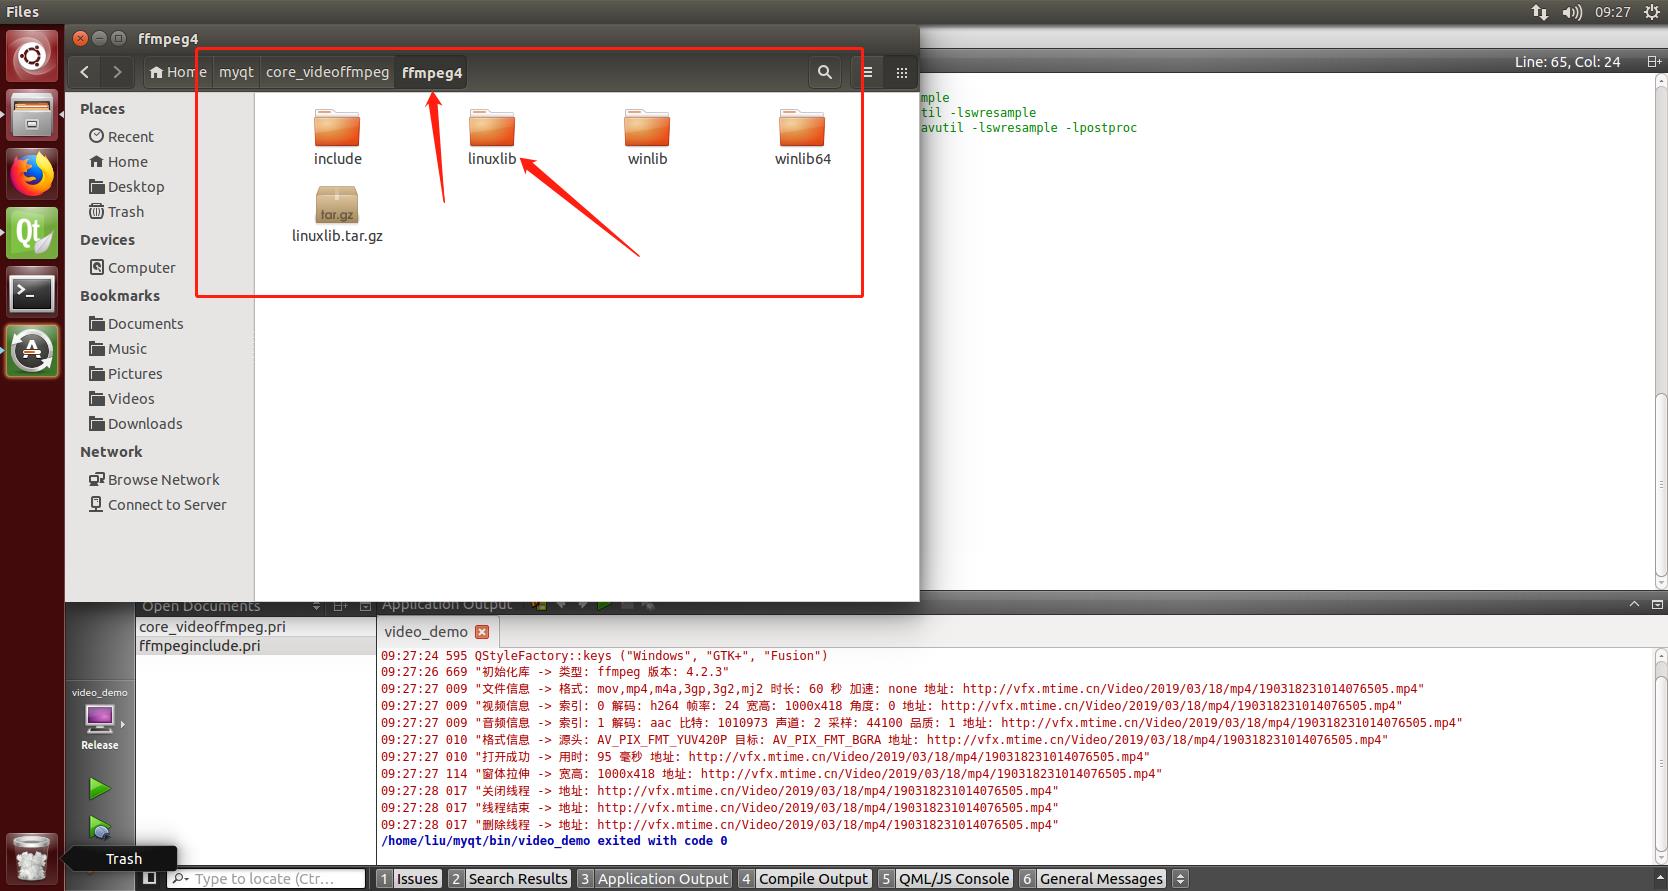 Files
09:27
ffmpeg4
Home myqt core_videoffmpeg ffmpeg4
Line: 65, Col: 24
Places
Recent
Home
Desktop
Trash
Devices
Computer
Bookmarks
Documents
Music
Pictures
Videos
Downloads
Network
Browse Network
Connect to Server
include
linuxlib
winlib
winlib64
tar.gz
linuxlib.tar.gz
mple
til -lswresample
avutil -lswresample -lpostproc
Qt
Open Documents
core_videoffmpeg.pri
ffmpeginclude.pri
Application Output
video_demo
09:27:24 595 QStyleFactory::keys ("Windows", "GTK+", "Fusion")
09:27:26 669 "初始化库 -> 类型: ffmpeg 版本: 4.2.3"
09:27:27 009 "文件信息 -> 格式: mov,mp4,m4a,3gp,3g2,mj2 时长: 60 秒 加速: none 地址: http://vfx.mtime.cn/Video/2019/03/18/mp4/190318231014076505.mp4"
09:27:27 009 "视频信息 -> 索引: 0 解码: h264 帧率: 24 宽高: 1000x418 角度: 0 地址: http://vfx.mtime.cn/Video/2019/03/18/mp4/190318231014076505.mp4"
09:27:27 009 "音频信息 -> 索引: 1 解码: aac 比特: 1010973 声道: 2 采样: 44100 品质: 1 地址: http://vfx.mtime.cn/Video/2019/03/18/mp4/190318231014076505.mp4"
09:27:27 010 "格式信息 -> 源头: AV_PIX_FMT_YUV420P 目标: AV_PIX_FMT_BGRA 地址: http://vfx.mtime.cn/Video/2019/03/18/mp4/190318231014076505.mp4"
09:27:27 010 "打开成功 -> 用时: 95 毫秒 地址: http://vfx.mtime.cn/Video/2019/03/18/mp4/190318231014076505.mp4"
09:27:27 114 "窗体拉伸 -> 宽高: 1000x418 地址: http://vfx.mtime.cn/Video/2019/03/18/mp4/190318231014076505.mp4"
09:27:28 017 "关闭线程 -> 地址: http://vfx.mtime.cn/Video/2019/03/18/mp4/190318231014076505.mp4"
09:27:28 017 "线程结束 -> 地址: http://vfx.mtime.cn/Video/2019/03/18/mp4/190318231014076505.mp4"
09:27:28 017 "删除线程 -> 地址: http://vfx.mtime.cn/Video/2019/03/18/mp4/190318231014076505.mp4"
/home/liu/myqt/bin/video_demo exited with code 0
video_demo
Release
Trash
Type to locate (Ctr...
1 Issues
2 Search Results
3 Application Output
4 Compile Output
5 QML/JS Console
6 General Messages